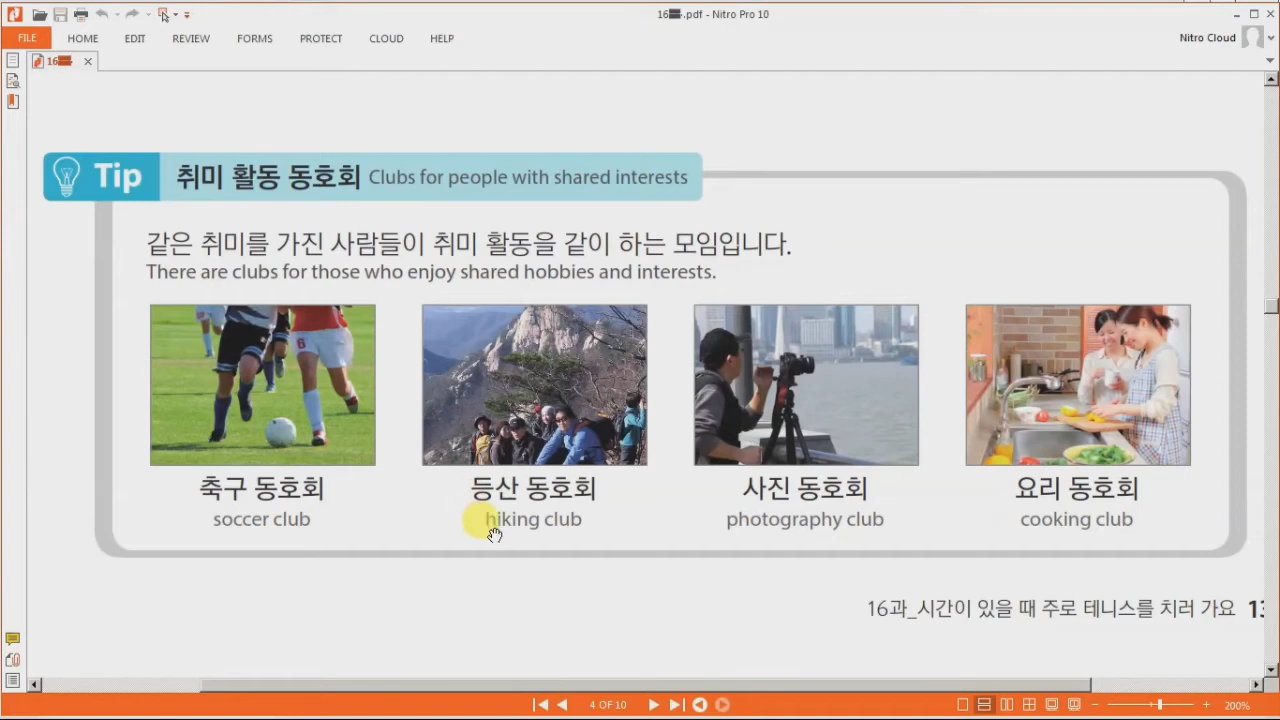 16.pdf - Nitro Pro 10
FILE HOME EDIT REVIEW FORMS PROTECT CLOUD HELP
Nitro Cloud
16
Tip 취미 활동 동호회 Clubs for people with shared interests
같은 취미를 가진 사람들이 취미 활동을 같이 하는 모임입니다.
There are clubs for those who enjoy shared hobbies and interests.
6
축구 동호회
soccer club
등산 동호회
hiking club
사진 동호회
photography club
요리 동호회
cooking club
16과_시간이 있을 때 주로 테니스를 치러 가요
4 OF 10
200%